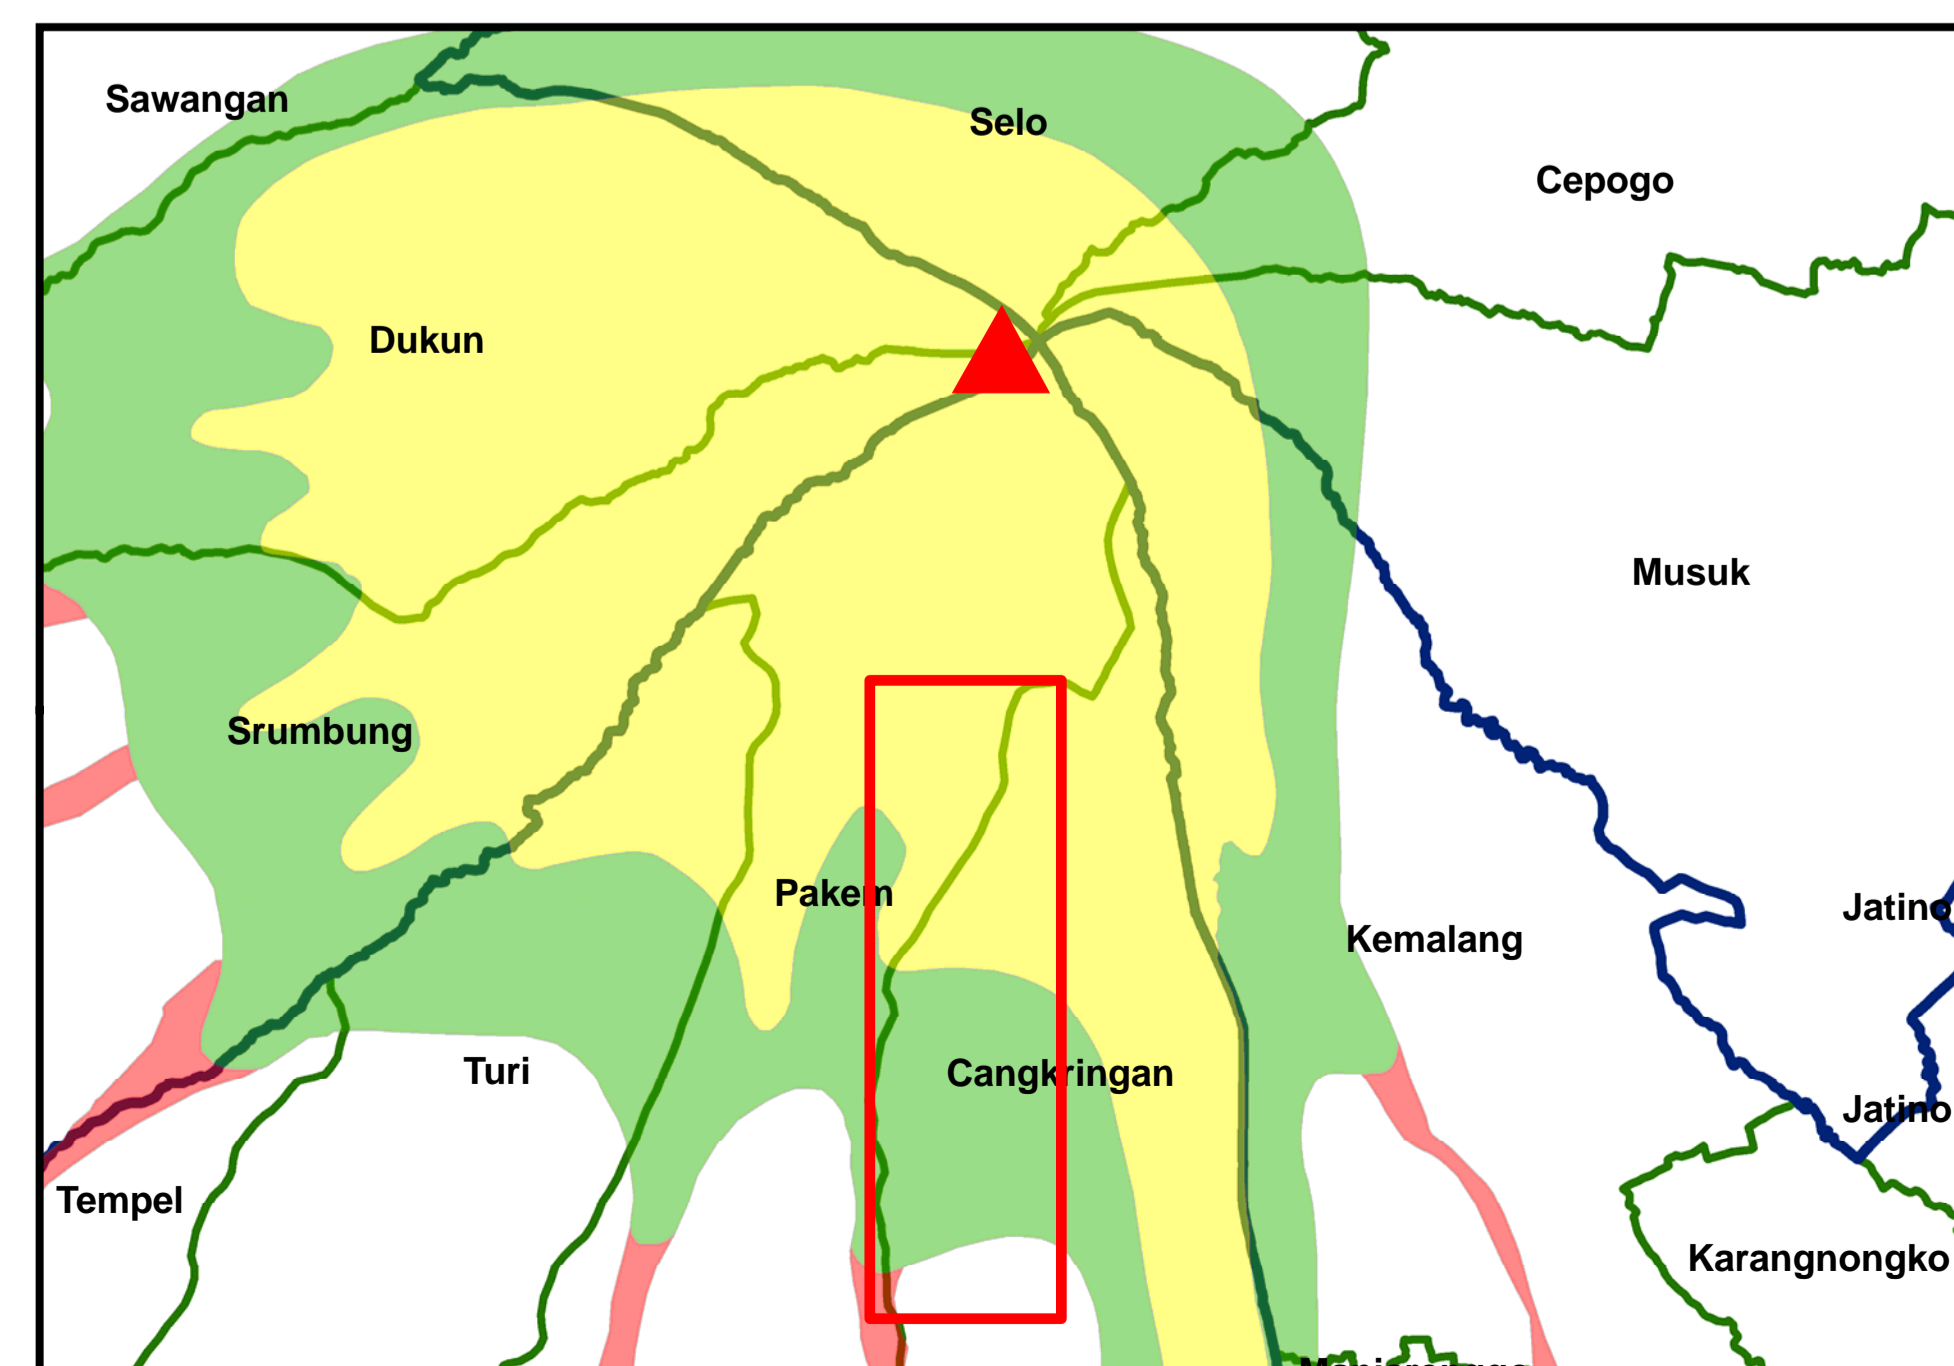 Sawangan
Selo
Cepogo
Dukun
Musuk
Srumbung
Pakem
Jatino
Kemalang
Turi
Cangkringan
Jatino
Tempel
Karangnongko